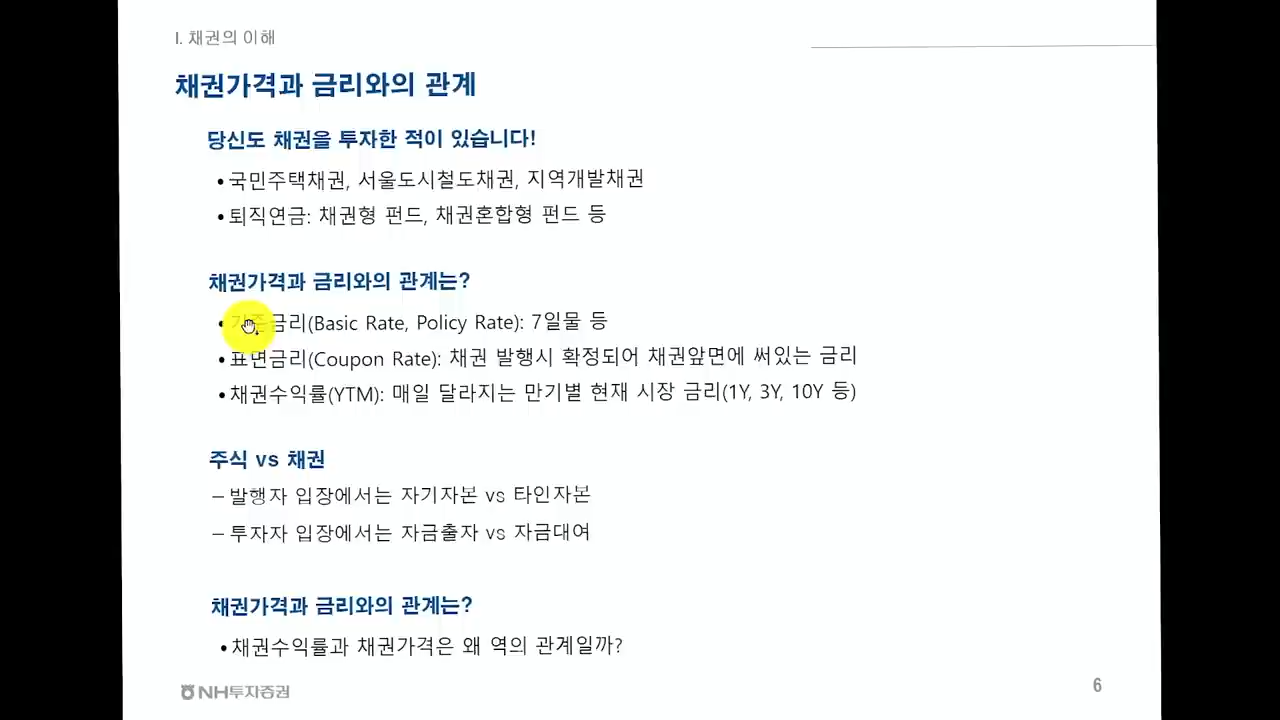 I. 채권의 이해
채권가격과 금리와의 관계
당신도 채권을 투자한 적이 있습니다!
•국민주택채권, 서울도시철도채권, 지역개발채권
•퇴직연금: 채권형 펀드, 채권혼합형 펀드 등
채권가격과 금리와의 관계는?
•기준금리(Basic Rate, Policy Rate): 7일물 등
•표면금리(Coupon Rate): 채권 발행시 확정되어 채권앞면에 써있는 금리
•채권수익률(YTM): 매일 달라지는 만기별 현재 시장 금리(1Y, 3Y, 10Y 등)
주식 vs 채권
– 발행자 입장에서는 자기자본 vs 타인자본
– 투자자 입장에서는 자금출자 vs 자금대여
채권가격과 금리와의 관계는?
•채권수익률과 채권가격은 왜 역의 관계일까?
NH투자증권
6